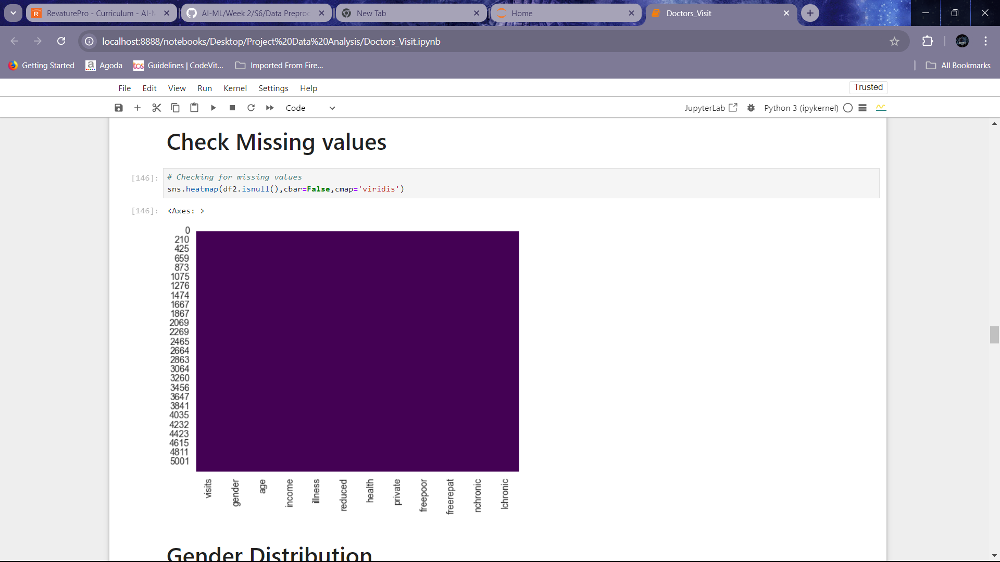 RevaturePro - Curriculum - AI-M
AI-ML/Week 2/S6/Data Preproc
New Tab
Home
Doctors_Visit
localhost:8888/notebooks/Desktop/Project%20Data%20Analysis/Doctors_Visit.ipynb
Getting Started
a Agoda
tcs Guidelines | CodeVit...
Imported From Fire...
All Bookmarks
File Edit View Run Kernel Settings Help
Trusted
Code
JupyterLab
Python 3 (ipykernel)
Check Missing values
[146]: # Checking for missing values
sns.heatmap(df2.isnull(),cbar=False,cmap='viridis')
[146]: <Axes: >
0
210
425
659
873
1075
1276
1474
1667
1867
2069
2269
2465
2664
2863
3064
3260
3456
3647
3841
4035
4232
4423
4615
4811
5001
visits
gender
age
income
illness
reduced
health
private
freepoor
freerepat
nchronic
lchronic
Gender Distribution